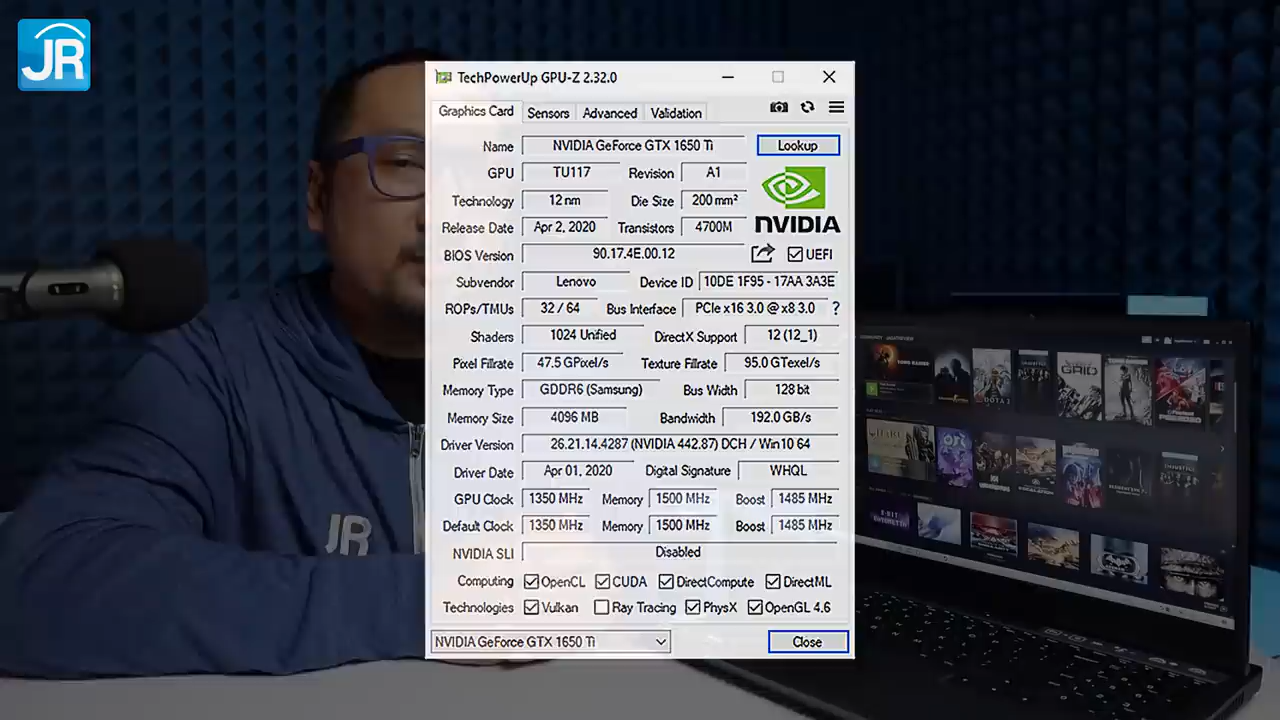 JR
TechPowerUp GPU-Z 2.32.0
Graphics Card Sensors Advanced Validation
Name NVIDIA GeForce GTX 1650 Ti Lookup
GPU TU117 Revision A1
Technology 12 nm Die Size 200 mm²
NVIDIA
Release Date Apr 2, 2020 Transistors 4700M
BIOS Version 90.17.4E.00.12 UEFI
Subvendor Lenovo Device ID 10DE 1F95 - 17AA 3A3E
ROPs/TMUs 32 / 64 Bus Interface PCIe x16 3.0 @ x8 3.0 ?
Shaders 1024 Unified DirectX Support 12 (12_1)
Pixel Fillrate 47.5 GPixel/s Texture Fillrate 95.0 GTexel/s
Memory Type GDDR6 (Samsung) Bus Width 128 bit
Memory Size 4096 MB Bandwidth 192.0 GB/s
Driver Version 26.21.14.4287 (NVIDIA 442.87) DCH / Win10 64
Driver Date Apr 01, 2020 Digital Signature WHQL
GPU Clock 1350 MHz Memory 1500 MHz Boost 1485 MHz
Default Clock 1350 MHz Memory 1500 MHz Boost 1485 MHz
NVIDIA SLI Disabled
Computing OpenCL CUDA DirectCompute DirectML
Technologies Vulkan Ray Tracing PhysX OpenGL 4.6
NVIDIA GeForce GTX 1650 Ti Close
JR
GRID